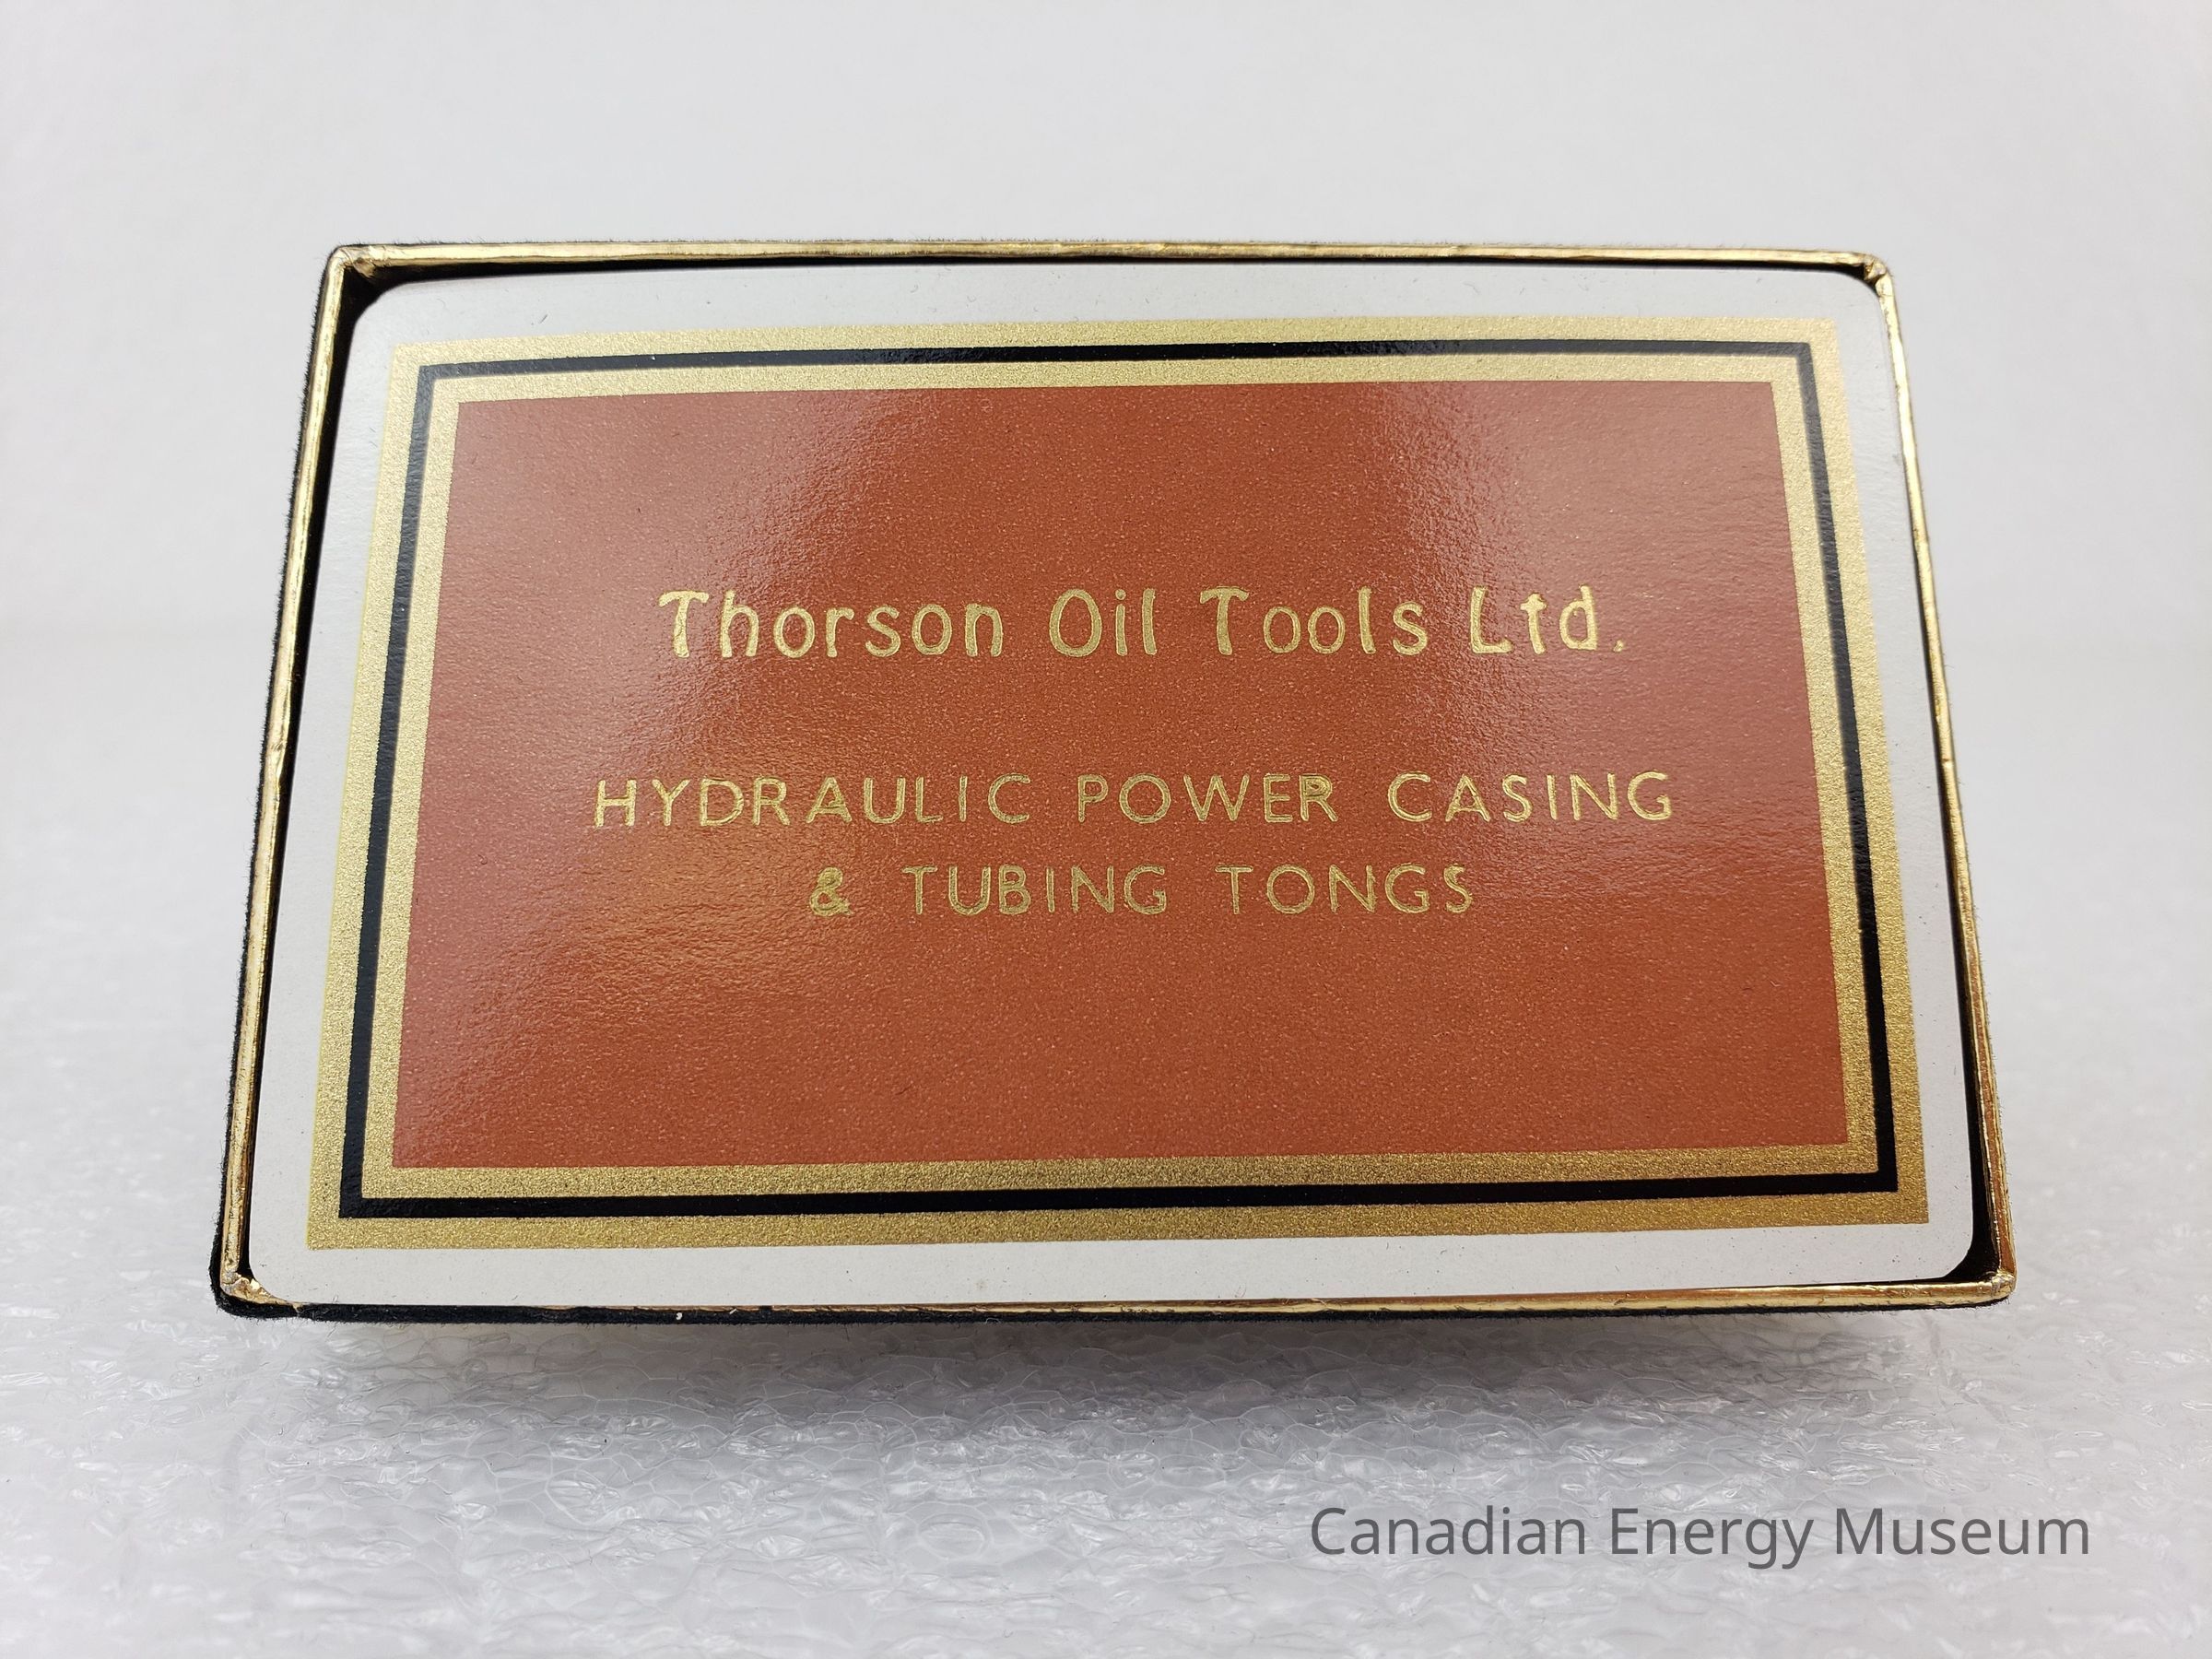 Thorson Oil Tools Ltd.
HYDRAULIC POWER CASING
& TUBING TONGS
Canadian Energy Museum